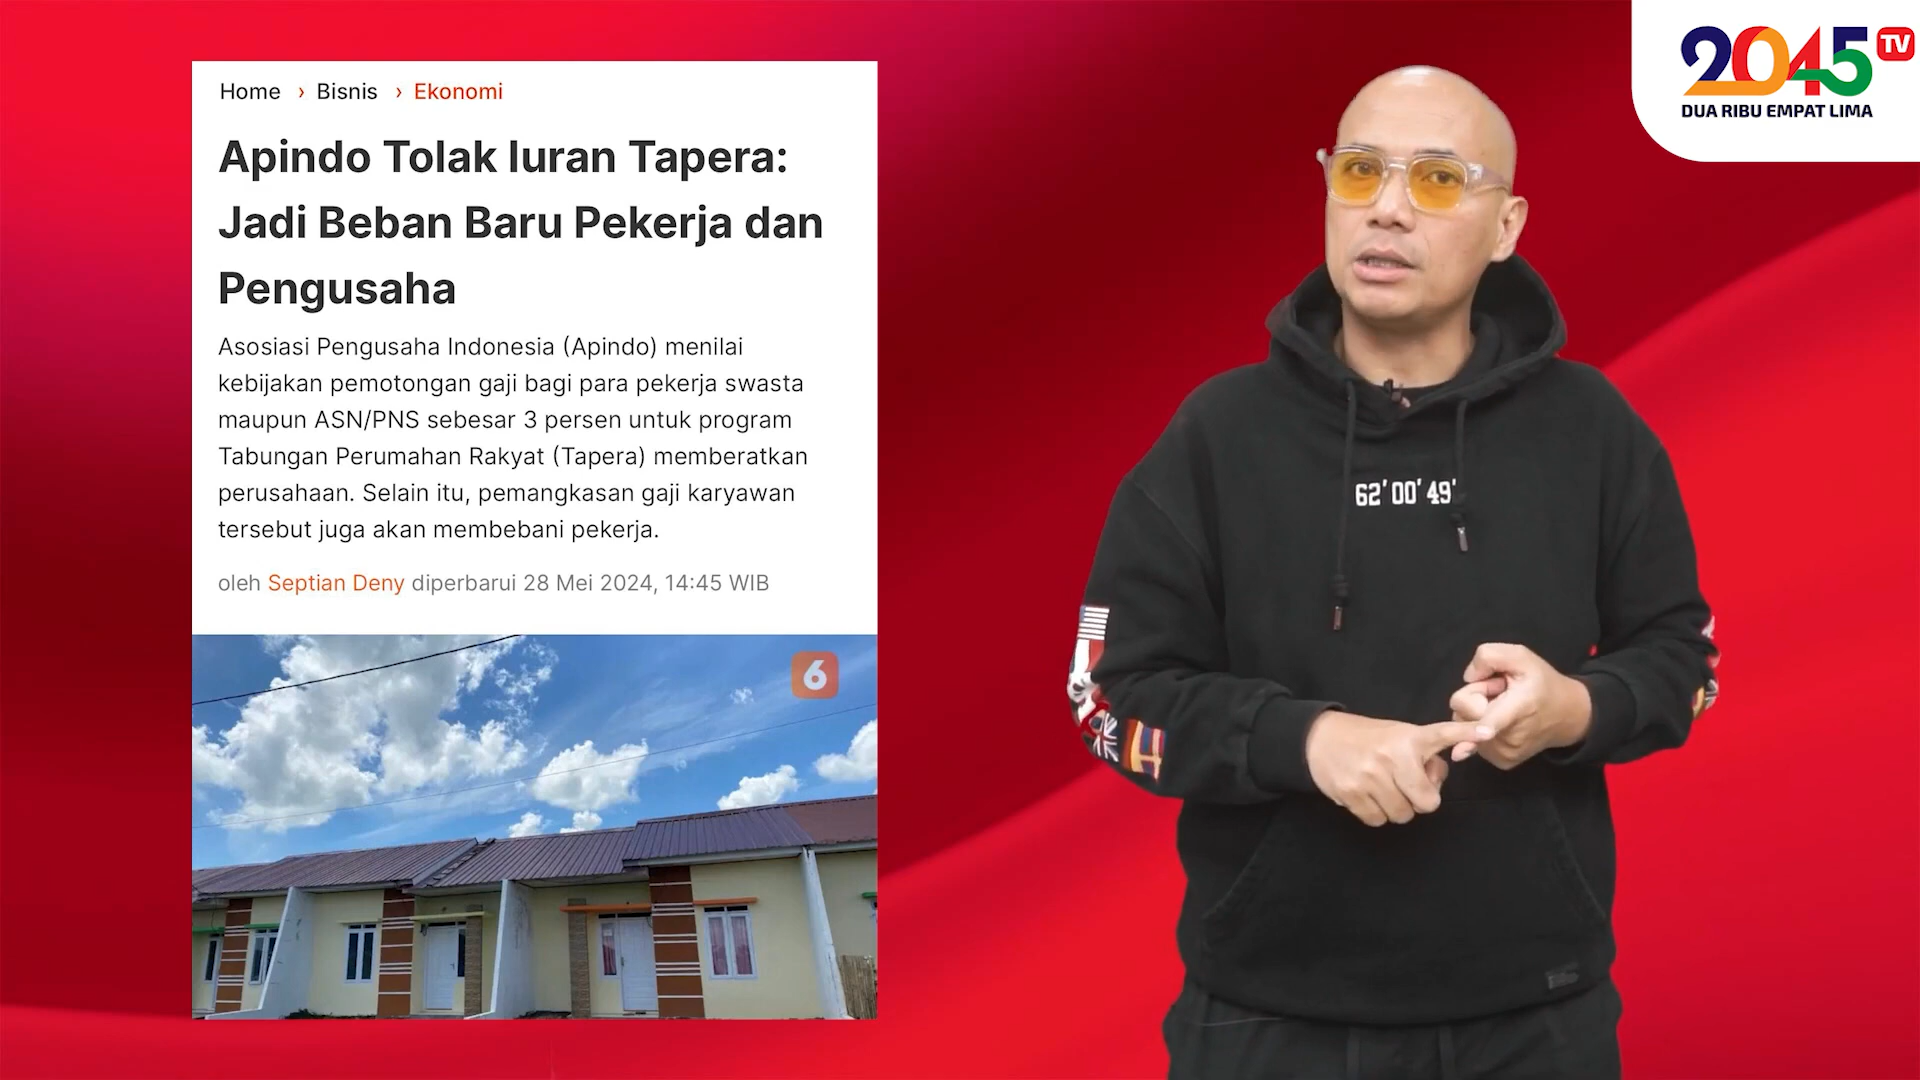 Home › Bisnis › Ekonomi
Apindo Tolak Iuran Tapera:
Jadi Beban Baru Pekerja dan
Pengusaha
Asosiasi Pengusaha Indonesia (Apindo) menilai
kebijakan pemotongan gaji bagi para pekerja swasta
maupun ASN/PNS sebesar 3 persen untuk program
Tabungan Perumahan Rakyat (Tapera) memberatkan
perusahaan. Selain itu, pemangkasan gaji karyawan
tersebut juga akan membebani pekerja.
oleh Septian Deny diperbarui 28 Mei 2024, 14:45 WIB
6
2045 TV
DUA RIBU EMPAT LIMA
62' 00' 49'